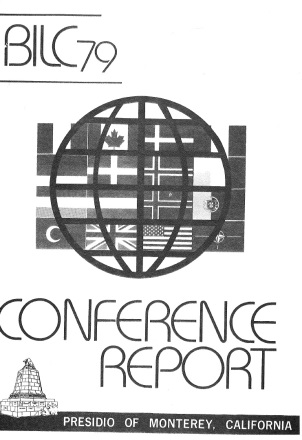 BILC79
CONFERENCE
REPORT
PRESIDIO OF MONTEREY, CALIFORNIA